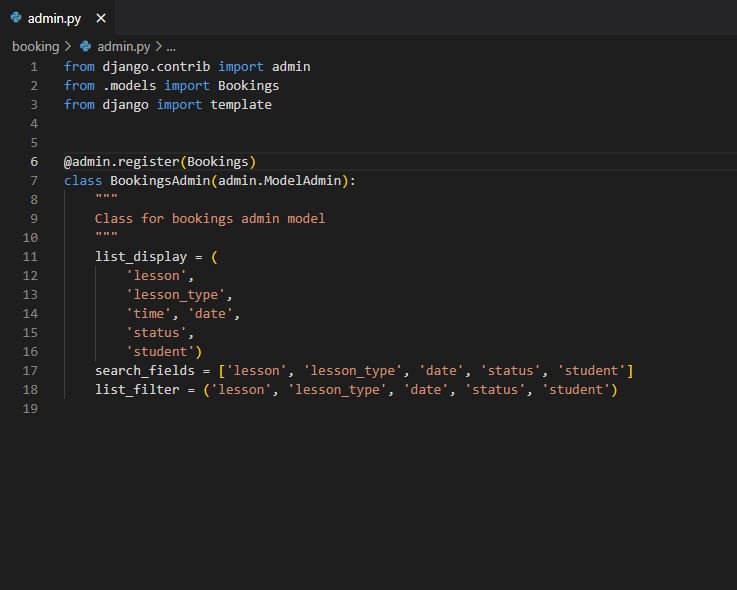 admin.py
booking > admin.py > ...
1 from django.contrib import admin
2 from .models import Bookings
3 from django import template
4
5
6 @admin.register(Bookings)
7 class BookingsAdmin(admin.ModelAdmin):
8     """
9     Class for bookings admin model
10     """
11     list_display = (
12         'lesson',
13         'lesson_type',
14         'time', 'date',
15         'status',
16         'student')
17     search_fields = ['lesson', 'lesson_type', 'date', 'status', 'student']
18     list_filter = ('lesson', 'lesson_type', 'date', 'status', 'student')
19